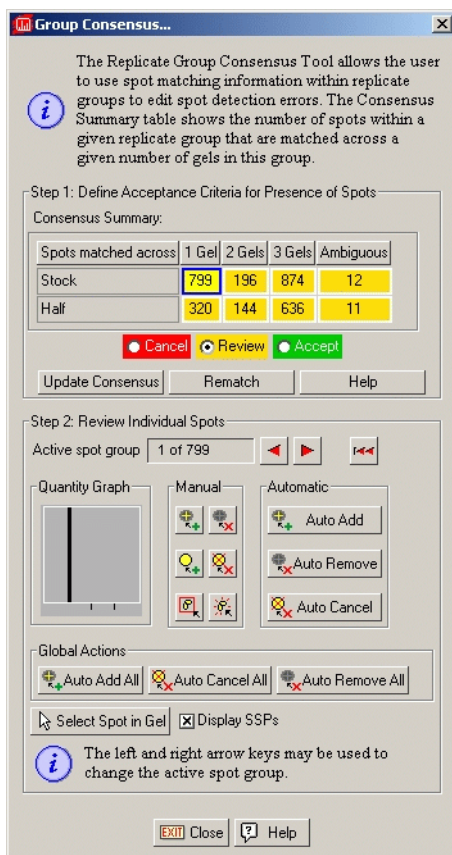 Group Consensus...
The Replicate Group Consensus Tool allows the user
to use spot matching information within replicate
groups to edit spot detection errors. The Consensus
Summary table shows the number of spots within a
given replicate group that are matched across a
given number of gels in this group.
Step 1: Define Acceptance Criteria for Presence of Spots
Consensus Summary:
Spots matched across 1 Gel 2 Gels 3 Gels Ambiguous
Stock 799 196 874 12
Half 320 144 636 11
Cancel Review Accept
Update Consensus Rematch Help
Step 2: Review Individual Spots
Active spot group 1 of 799
Quantity Graph Manual Automatic
Auto Add
Auto Remove
Auto Cancel
Global Actions
Auto Add All Auto Cancel All Auto Remove All
Select Spot in Gel Display SSPs
The left and right arrow keys may be used to
change the active spot group.
EXIT Close ? Help